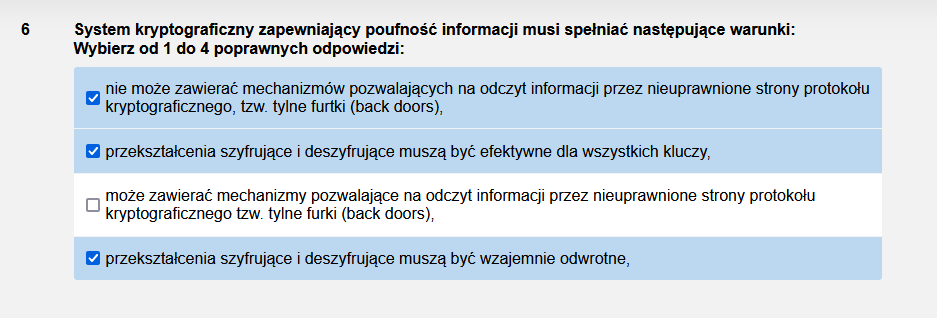 6 System kryptograficzny zapewniający poufność informacji musi spełniać następujące warunki:
Wybierz od 1 do 4 poprawnych odpowiedzi:
nie może zawierać mechanizmów pozwalających na odczyt informacji przez nieuprawnione strony protokołu
kryptograficznego, tzw. tylne furtki (back doors),
przekształcenia szyfrujące i deszyfrujące muszą być efektywne dla wszystkich kluczy,
może zawierać mechanizmy pozwalające na odczyt informacji przez nieuprawnione strony protokołu
kryptograficznego tzw. tylne furki (back doors),
przekształcenia szyfrujące i deszyfrujące muszą być wzajemnie odwrotne,